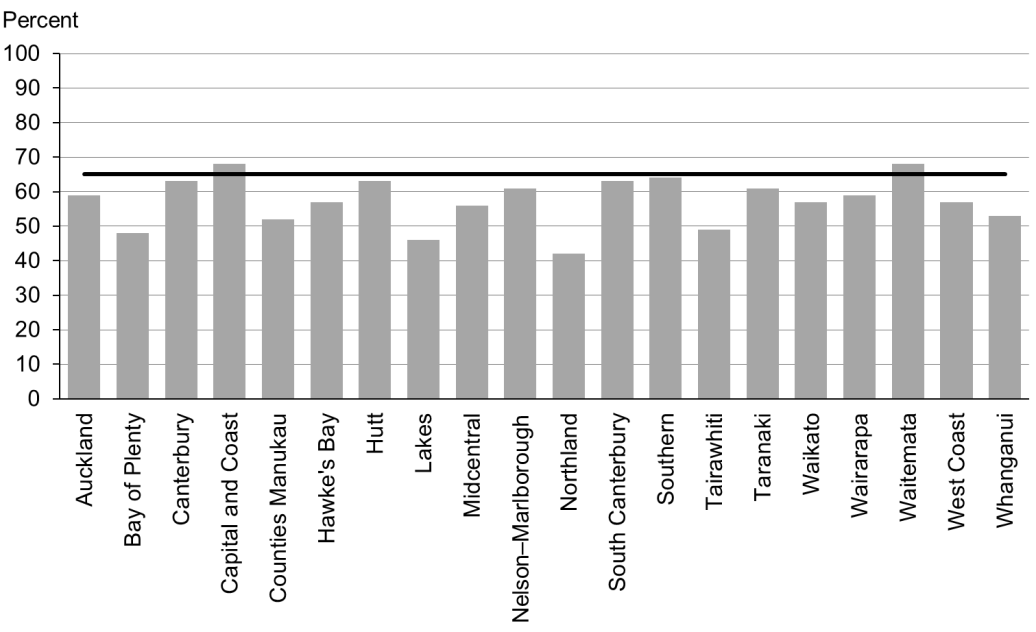 Percent
100
90
80
70
60
50
40
30
20
10
0
Auckland
Bay of Plenty
Canterbury
Capital and Coast
Counties Manukau
Hawke's Bay
Hutt
Lakes
Midcentral
Nelson–Marlborough
Northland
South Canterbury
Southern
Tairawhiti
Taranaki
Waikato
Wairarapa
Waitemata
West Coast
Whanganui